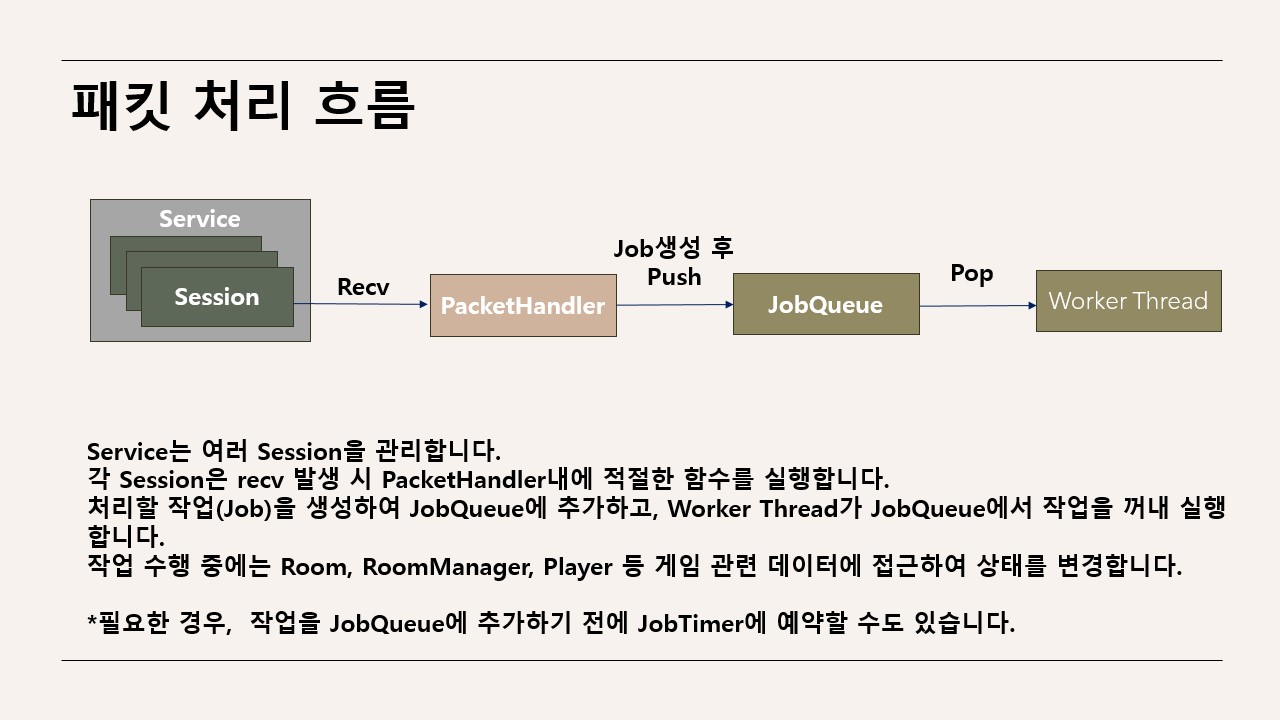 패킷 처리 흐름
Service
Session
Recv
PacketHandler
Job생성 후
Push
JobQueue
Pop
Worker Thread
Service는 여러 Session을 관리합니다.
각 Session은 recv 발생 시 PacketHandler내에 적절한 함수를 실행합니다.
처리할 작업(Job)을 생성하여 JobQueue에 추가하고, Worker Thread가 JobQueue에서 작업을 꺼내 실행
합니다.
작업 수행 중에는 Room, RoomManager, Player 등 게임 관련 데이터에 접근하여 상태를 변경합니다.
*필요한 경우, 작업을 JobQueue에 추가하기 전에 JobTimer에 예약할 수도 있습니다.